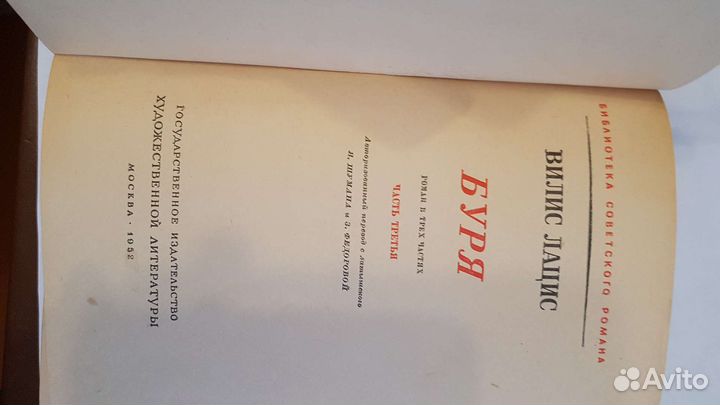 БИБЛИОТЕКА СОВЕТСКОГО РОМАНА
ВИЛИС ЛАЦИС
БУРЯ
РОМАН В ТРЕХ ЧАСТЯХ
ЧАСТЬ ТРЕТЬЯ
Авторизованный перевод с латышского
Я. ШУМАНА и З. ФЕДОРОВОЙ
ГОСУДАРСТВЕННОЕ ИЗДАТЕЛЬСТВО
ХУДОЖЕСТВЕННОЙ ЛИТЕРАТУРЫ
МОСКВА · 1952
Avito